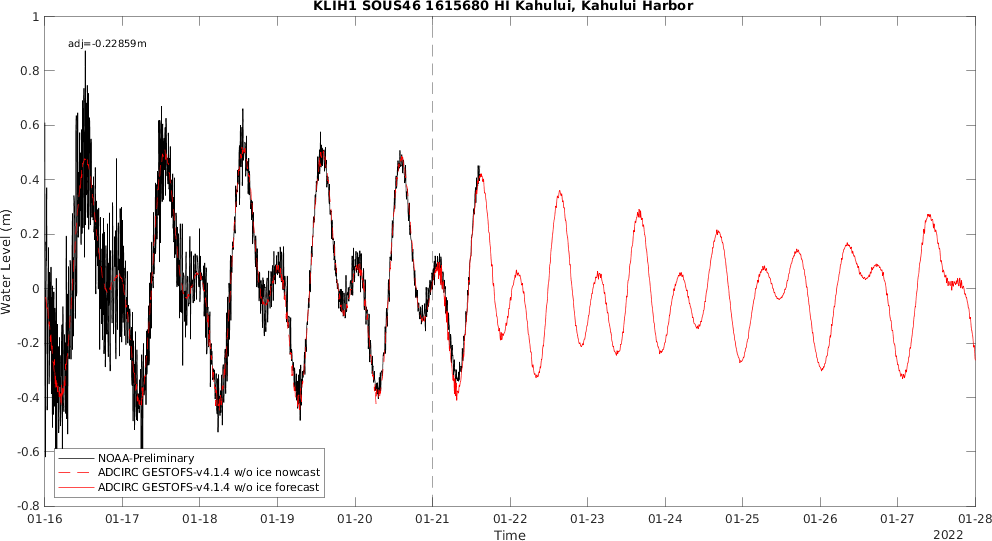 KLIH1 SOUS46 1615680 HI Kahului, Kahului Harbor
adj=-0.22859m
Water Level (m)
1
0.8
0.6
0.4
0.2
0
-0.2
-0.4
-0.6
-0.8
NOAA-Preliminary
ADCIRC GESTOFS-v4.1.4 w/o ice nowcast
ADCIRC GESTOFS-v4.1.4 w/o ice forecast
01-16 01-17 01-18 01-19 01-20 01-21 01-22 01-23 01-24 01-25 01-26 01-27 01-28
Time
2022